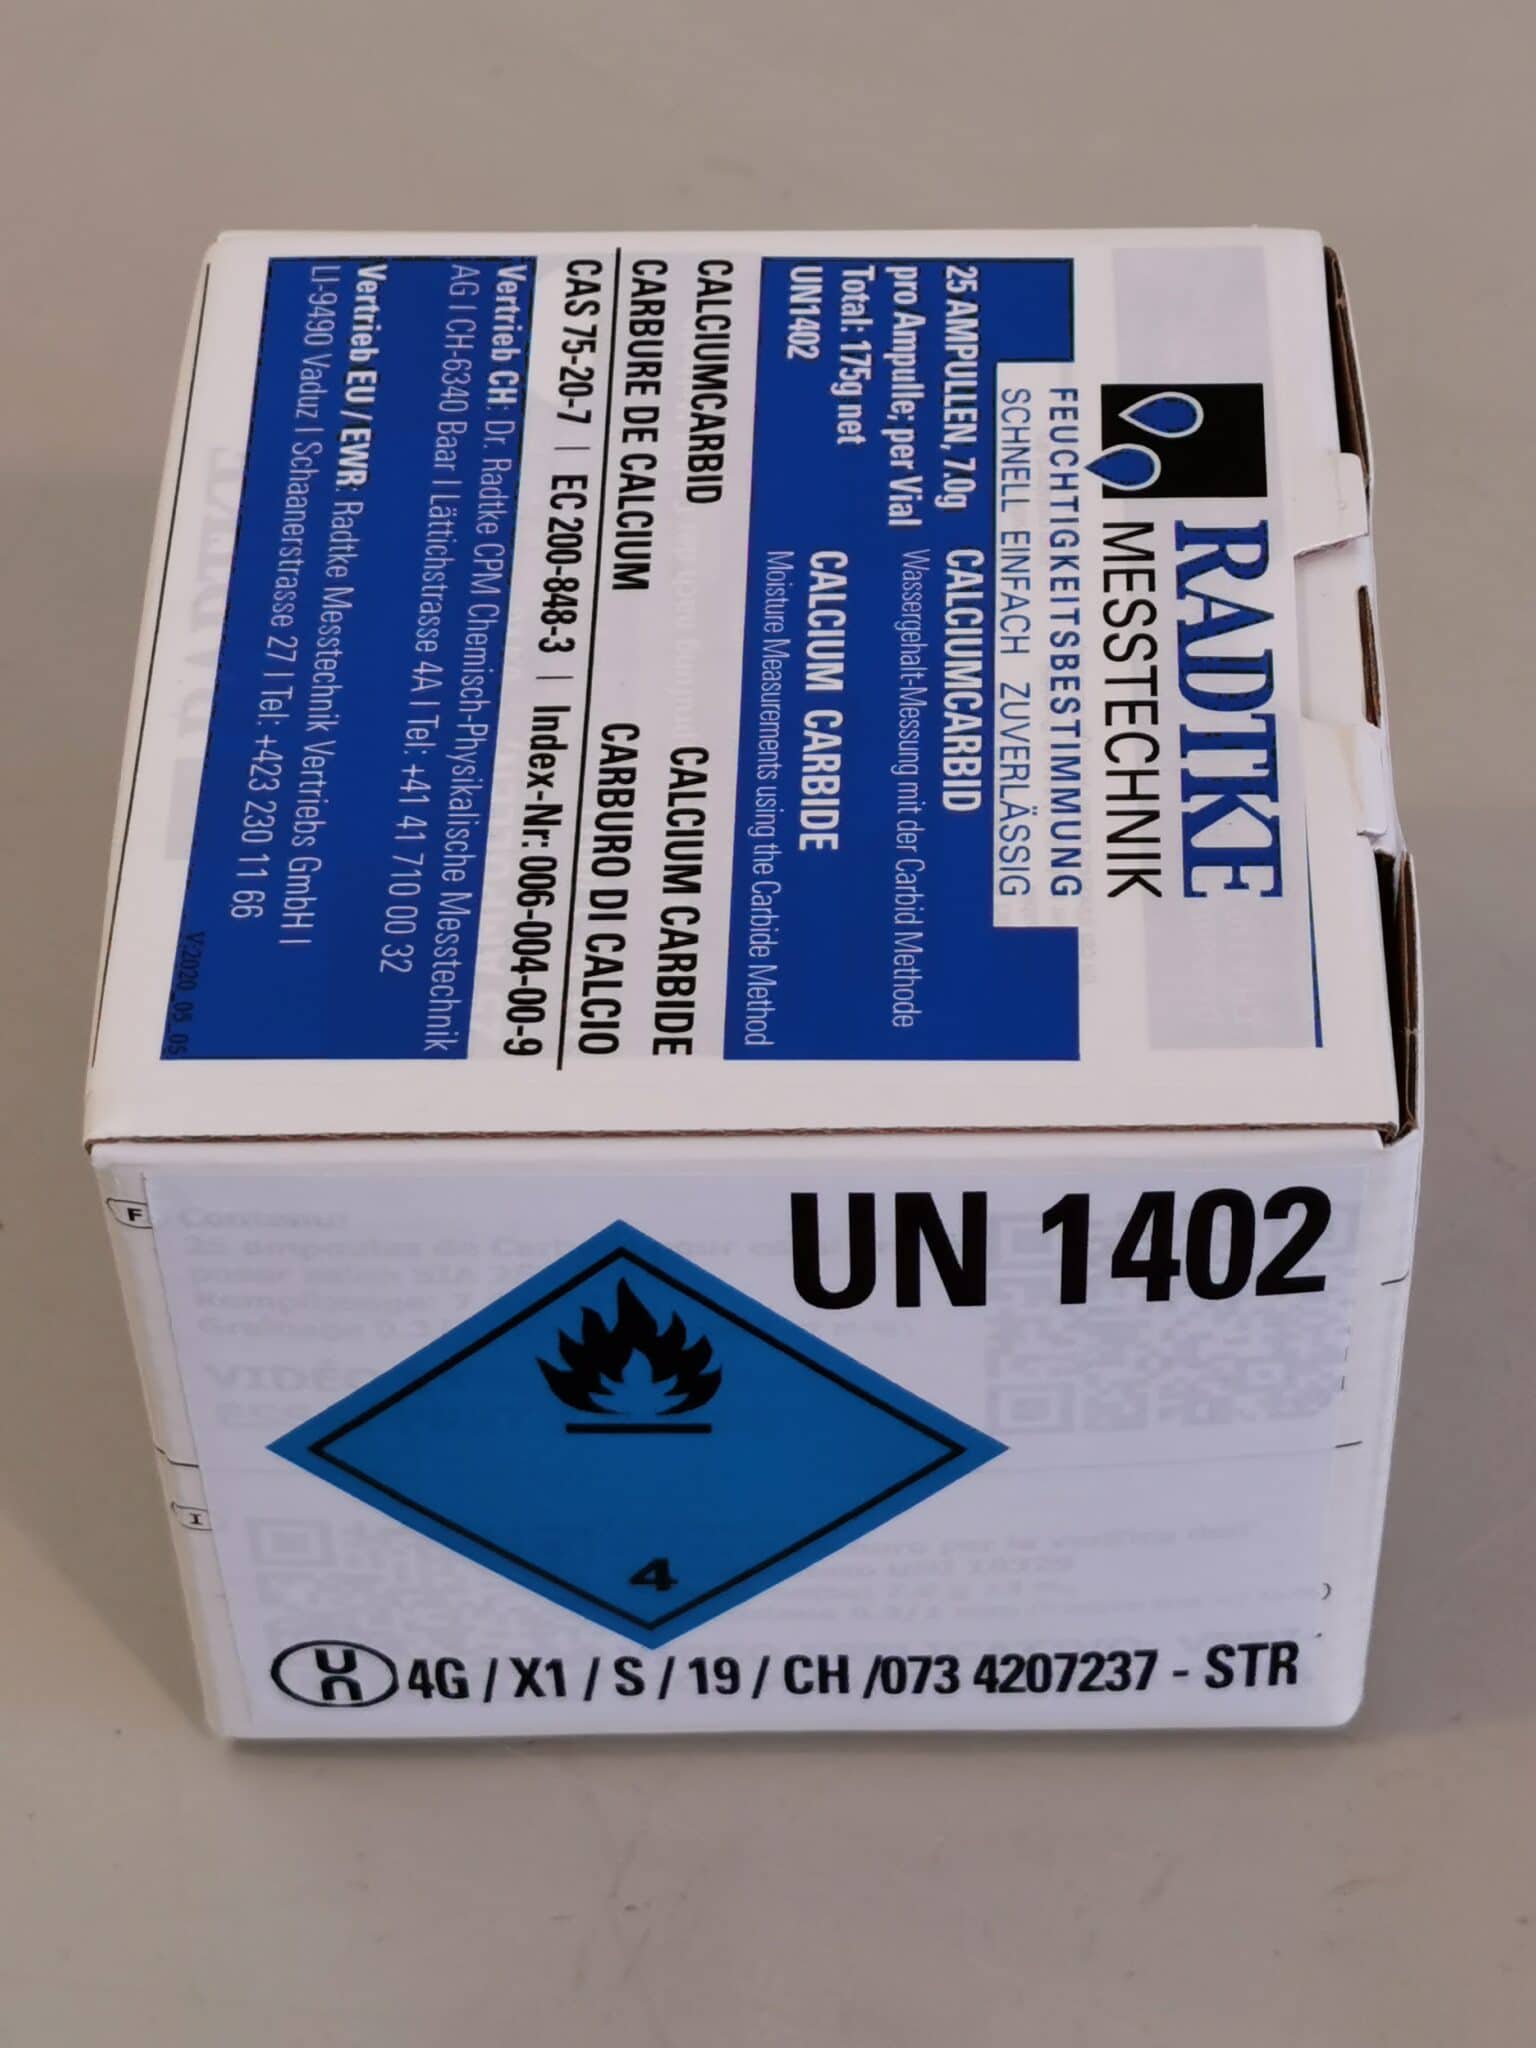 RADTKE
MESSTECHNIK
FEUCHTIGKEITSBESTIMMUNG
SCHNELL EINFACH ZUVERLÄSSIG
25 AMPULLEN, 7.0g
pro Ampulle; per Vial
Total: 175g net
UN1402
CALCIUMCARBID
Wassergehalt-Messung mit der Carbid Methode
CALCIUM CARBIDE
Moisture Measurements using the Carbide Method
CALCIUMCARBID CALCIUM CARBIDE
CARBURE DE CALCIUM CARBURO DI CALCIO
CAS 75-20-7 | EC 200-848-3 | Index-Nr: 006-004-00-9
Vertrieb CH: Dr. Radtke CPM Chemisch-Physikalische Messtechnik
AG | CH-6340 Baar | Lättichstrasse 4A | Tel: +41 41 710 00 32
Vertrieb EU/EWR: Radtke Messtechnik Vertriebs GmbH |
LI-9490 Vaduz | Schaanerstrasse 27 | Tel: +423 230 11 66
V:2020_05_05
UN 1402
F
I
4
UN 4G / X1 / S / 19 / CH /073 4207237 - STR